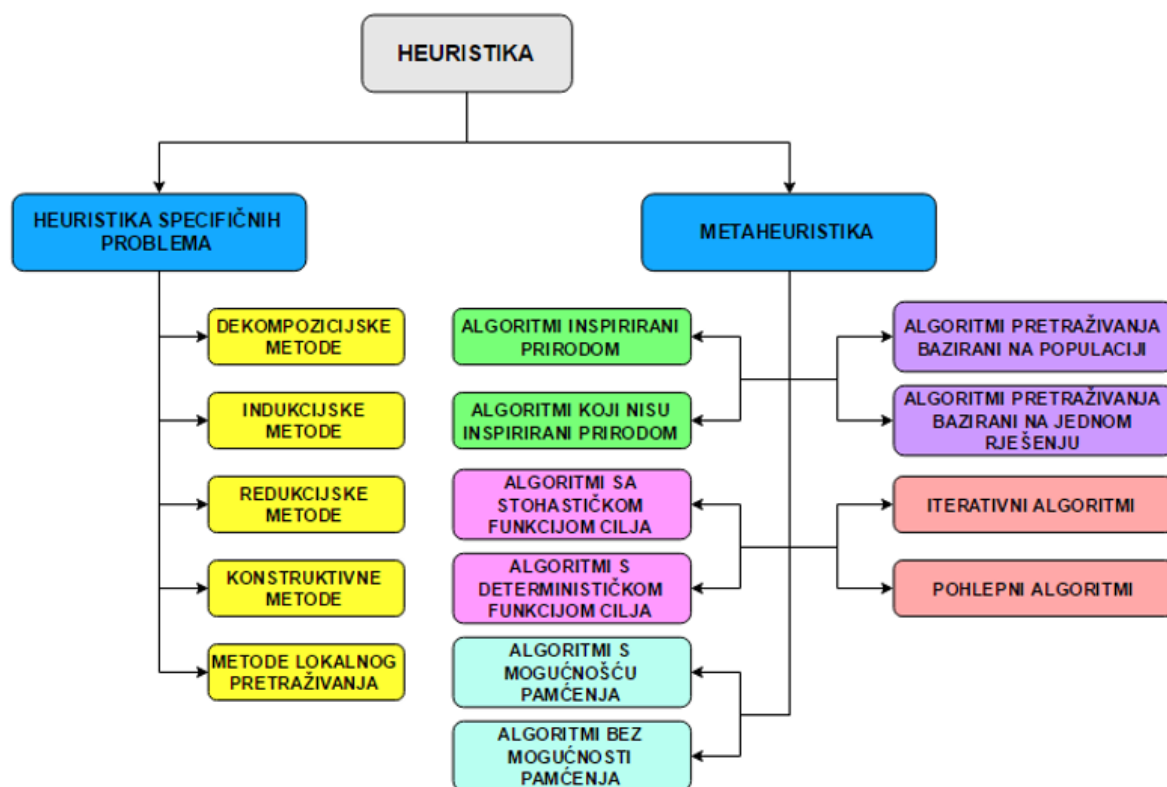 HEURISTIKA
HEURISTIKA SPECIFIČNIH
PROBLEMA
METAHEURISTIKA
DEKOMPOZICIJSKE
METODE
INDUKCIJSKE
METODE
REDUKCIJSKE
METODE
KONSTRUKTIVNE
METODE
METODE LOKALNOG
PRETRAŽIVANJA
ALGORITMI INSPIRIRANI
PRIRODOM
ALGORITMI KOJI NISU
INSPIRIRANI PRIRODOM
ALGORITMI SA
STOHASTIČKOM
FUNKCIJOM CILJA
ALGORITMI S
DETERMINISTIČKOM
FUNKCIJOM CILJA
ALGORITMI S
MOGUĆNOŠĆU
PAMĆENJA
ALGORITMI BEZ
MOGUĆNOSTI
PAMĆENJA
ALGORITMI PRETRAŽIVANJA
BAZIRANI NA POPULACIJI
ALGORITMI PRETRAŽIVANJA
BAZIRANI NA JEDNOM
RJEŠENJU
ITERATIVNI ALGORITMI
POHLEPNI ALGORITMI